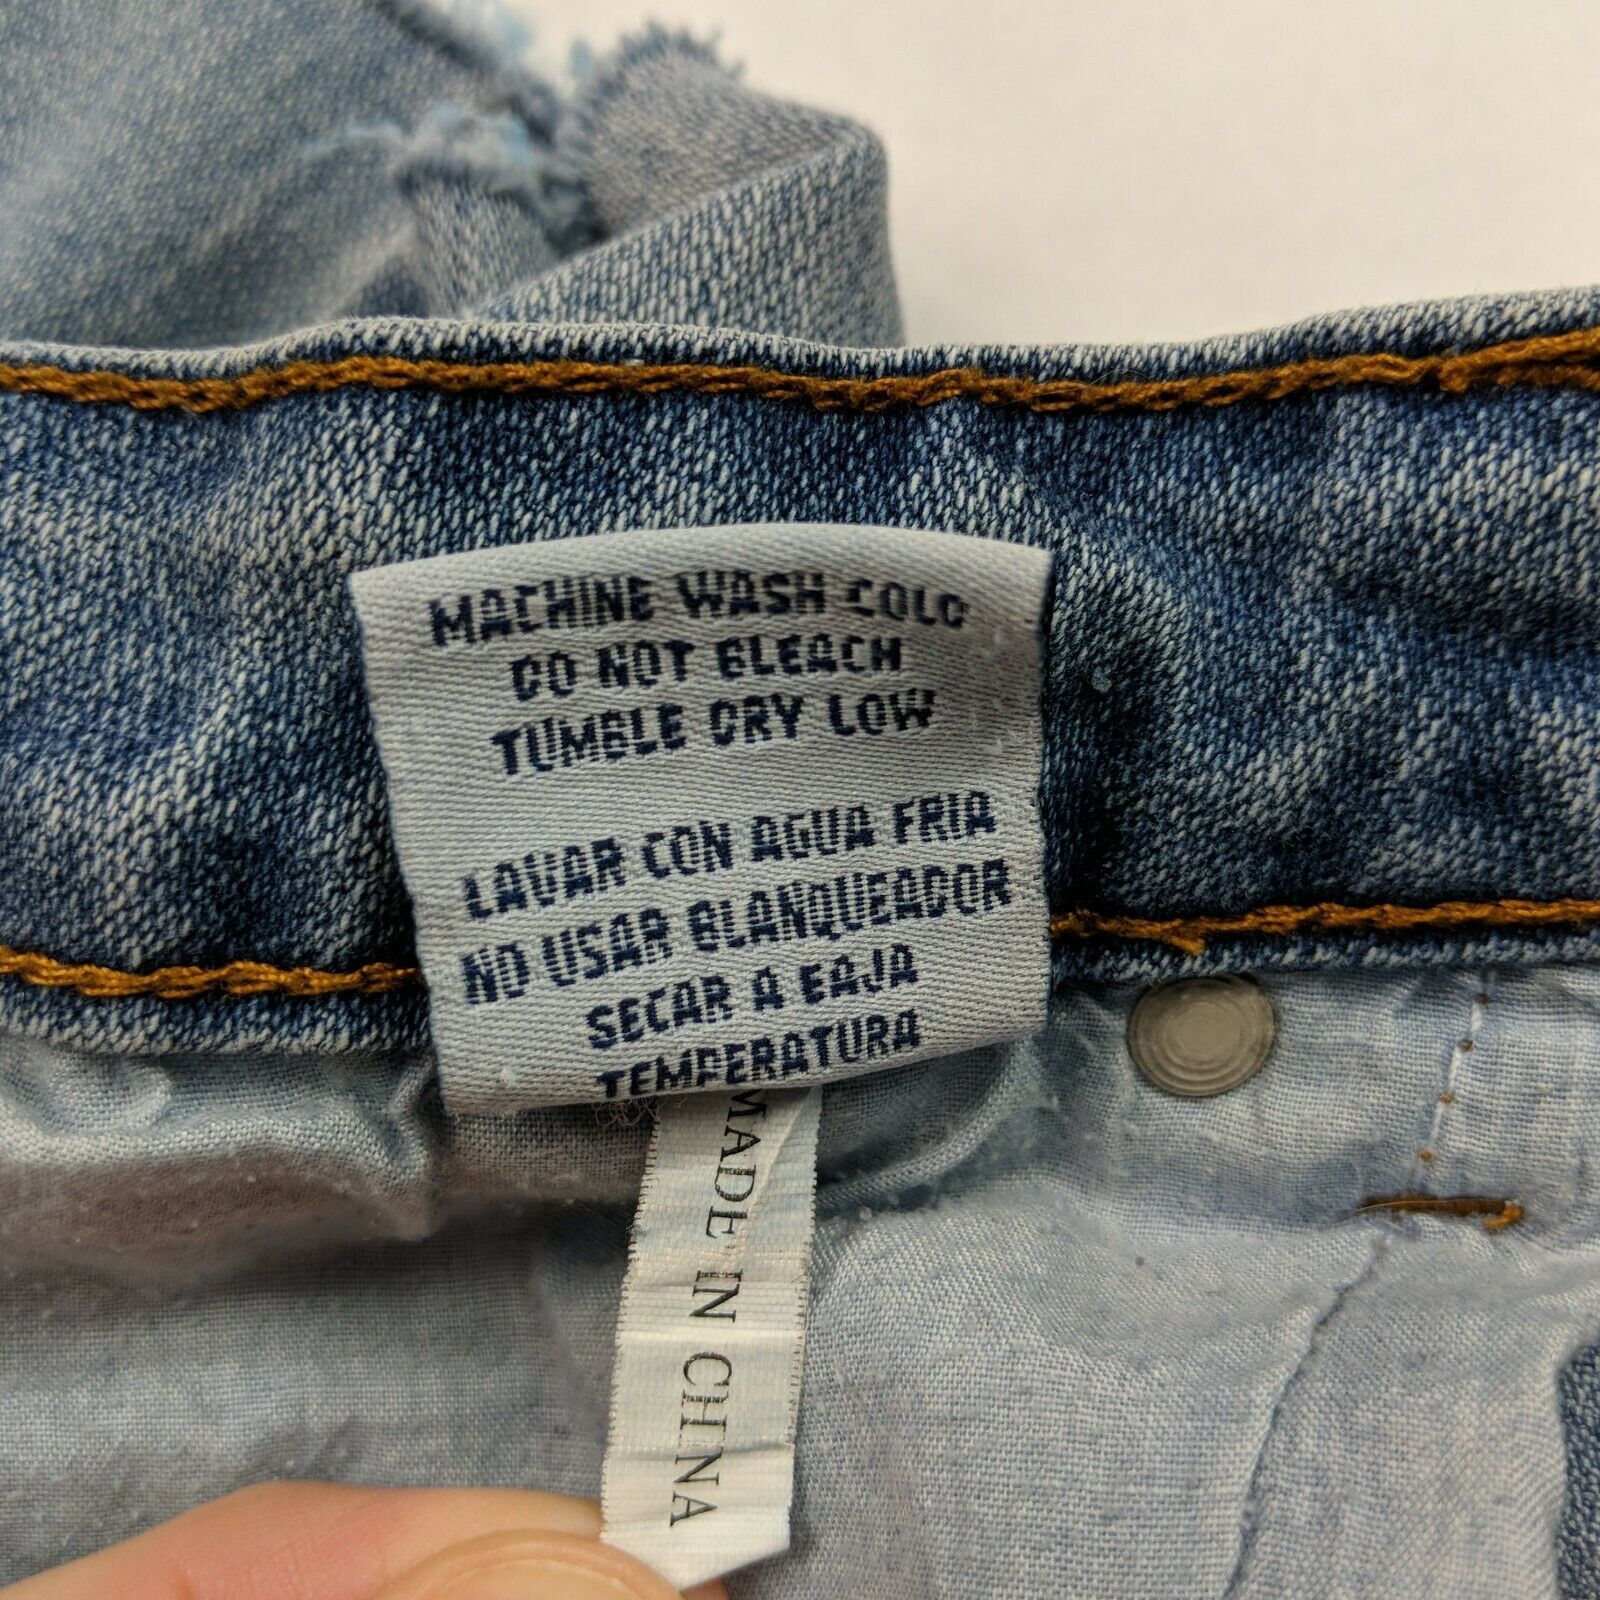 MACHINE WASH COLD
DO NOT BLEACH
TUMBLE DRY LOW
LAVAR CON AGUA FRIA
NO USAR BLANQUEADOR
SECAR A BAJA
TEMPERATURA
MADE IN CHINA